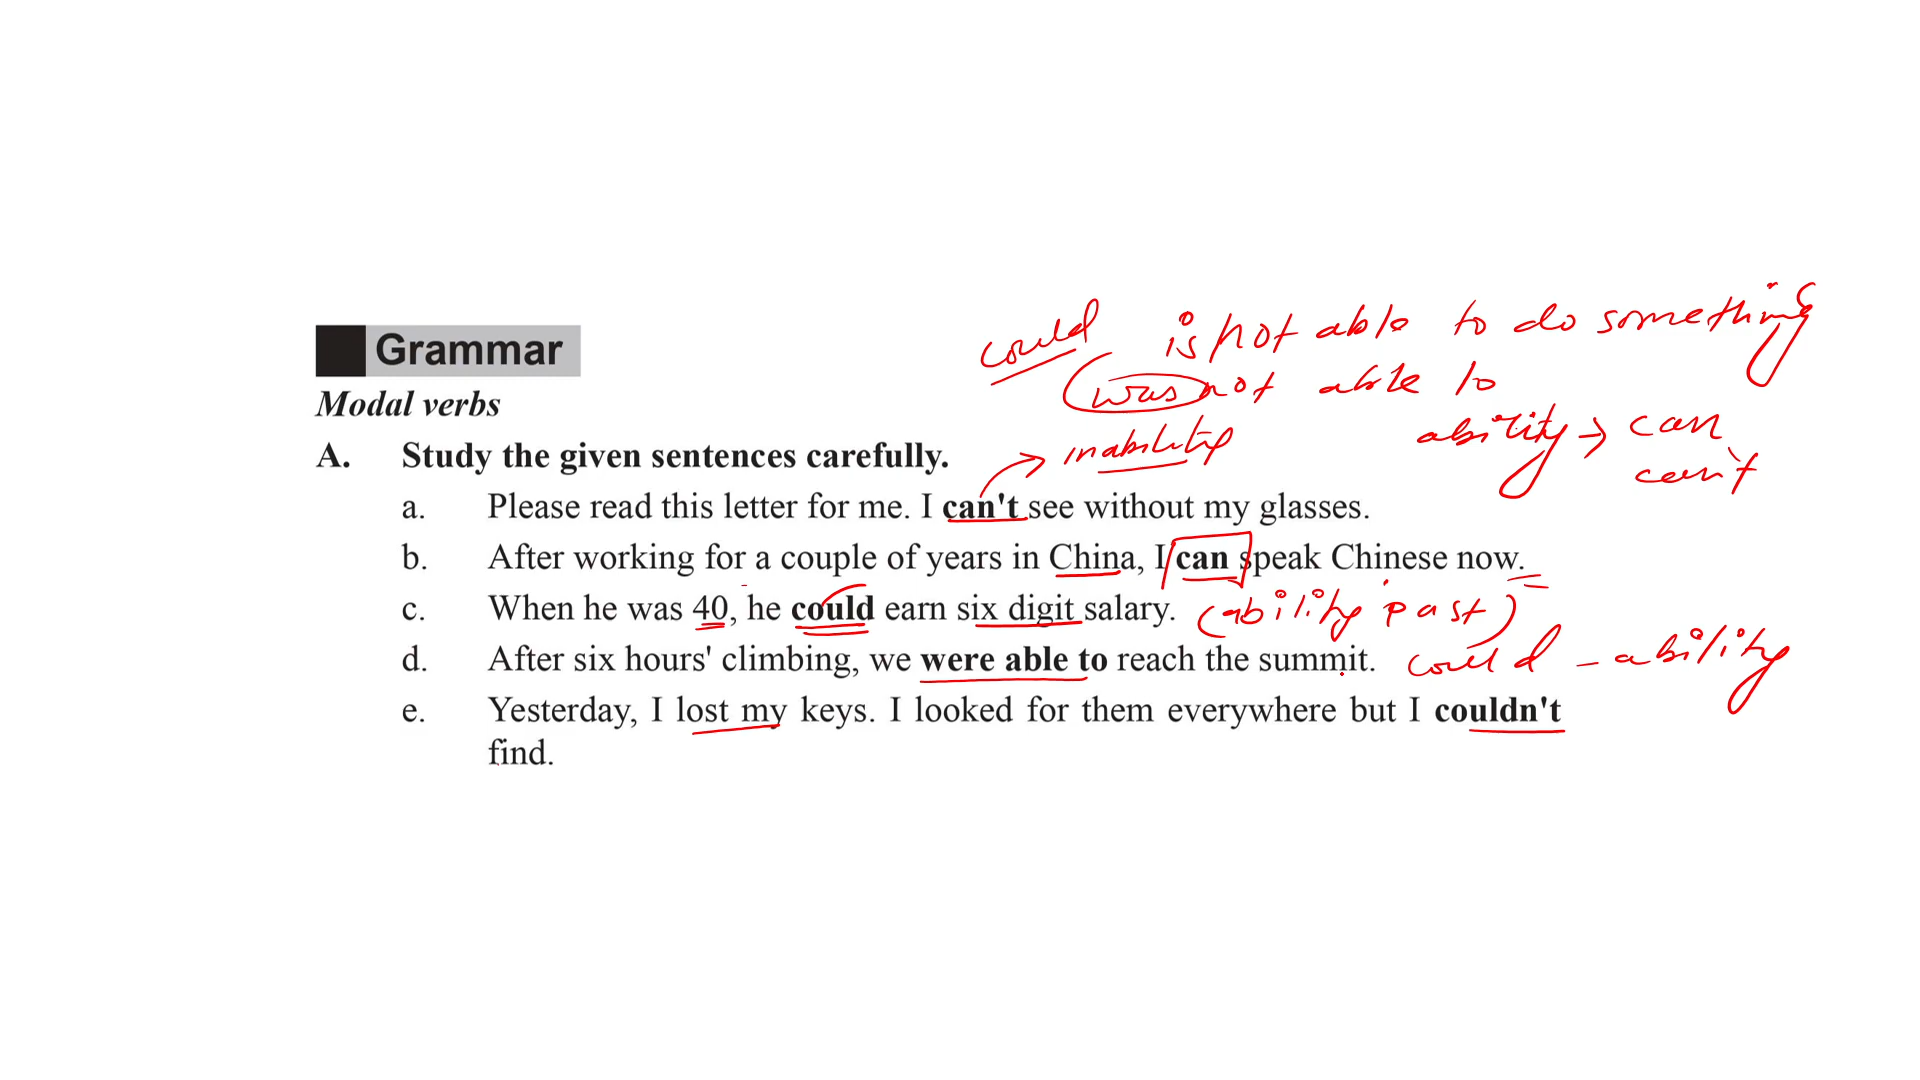 could is not able to do something
was not able to
Grammar
ability → can
can't
Modal verbs
inability
A. Study the given sentences carefully.
a. Please read this letter for me. I can't see without my glasses.
b. After working for a couple of years in China, I can speak Chinese now.
c. When he was 40, he could earn six digit salary. (ability past)
d. After six hours' climbing, we were able to reach the summit. could - ability
e. Yesterday, I lost my keys. I looked for them everywhere but I couldn't
find.